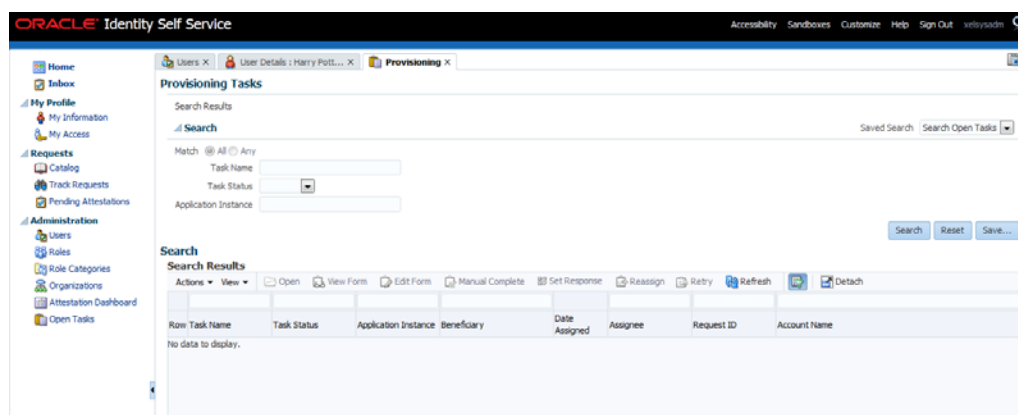 ORACLE Identity Self Service
Accessibility Sandboxes Customize Help Sign Out xelsysadm
Home
Inbox
My Profile
My Information
My Access
Requests
Catalog
Track Requests
Pending Attestations
Administration
Users
Roles
Role Categories
Organizations
Attestation Dashboard
Open Tasks
Users X User Details : Harry Pott... X Provisioning X
Provisioning Tasks
Search Results
Search
Saved Search Search Open Tasks
Match All Any
Task Name
Task Status
Application Instance
Search Reset Save...
Search
Search Results
Actions View Open View Form Edit Form Manual Complete Set Response Reassign Retry Refresh Detach
Row Task Name Task Status Application Instance Beneficiary Date Assigned Assignee Request ID Account Name
No data to display.